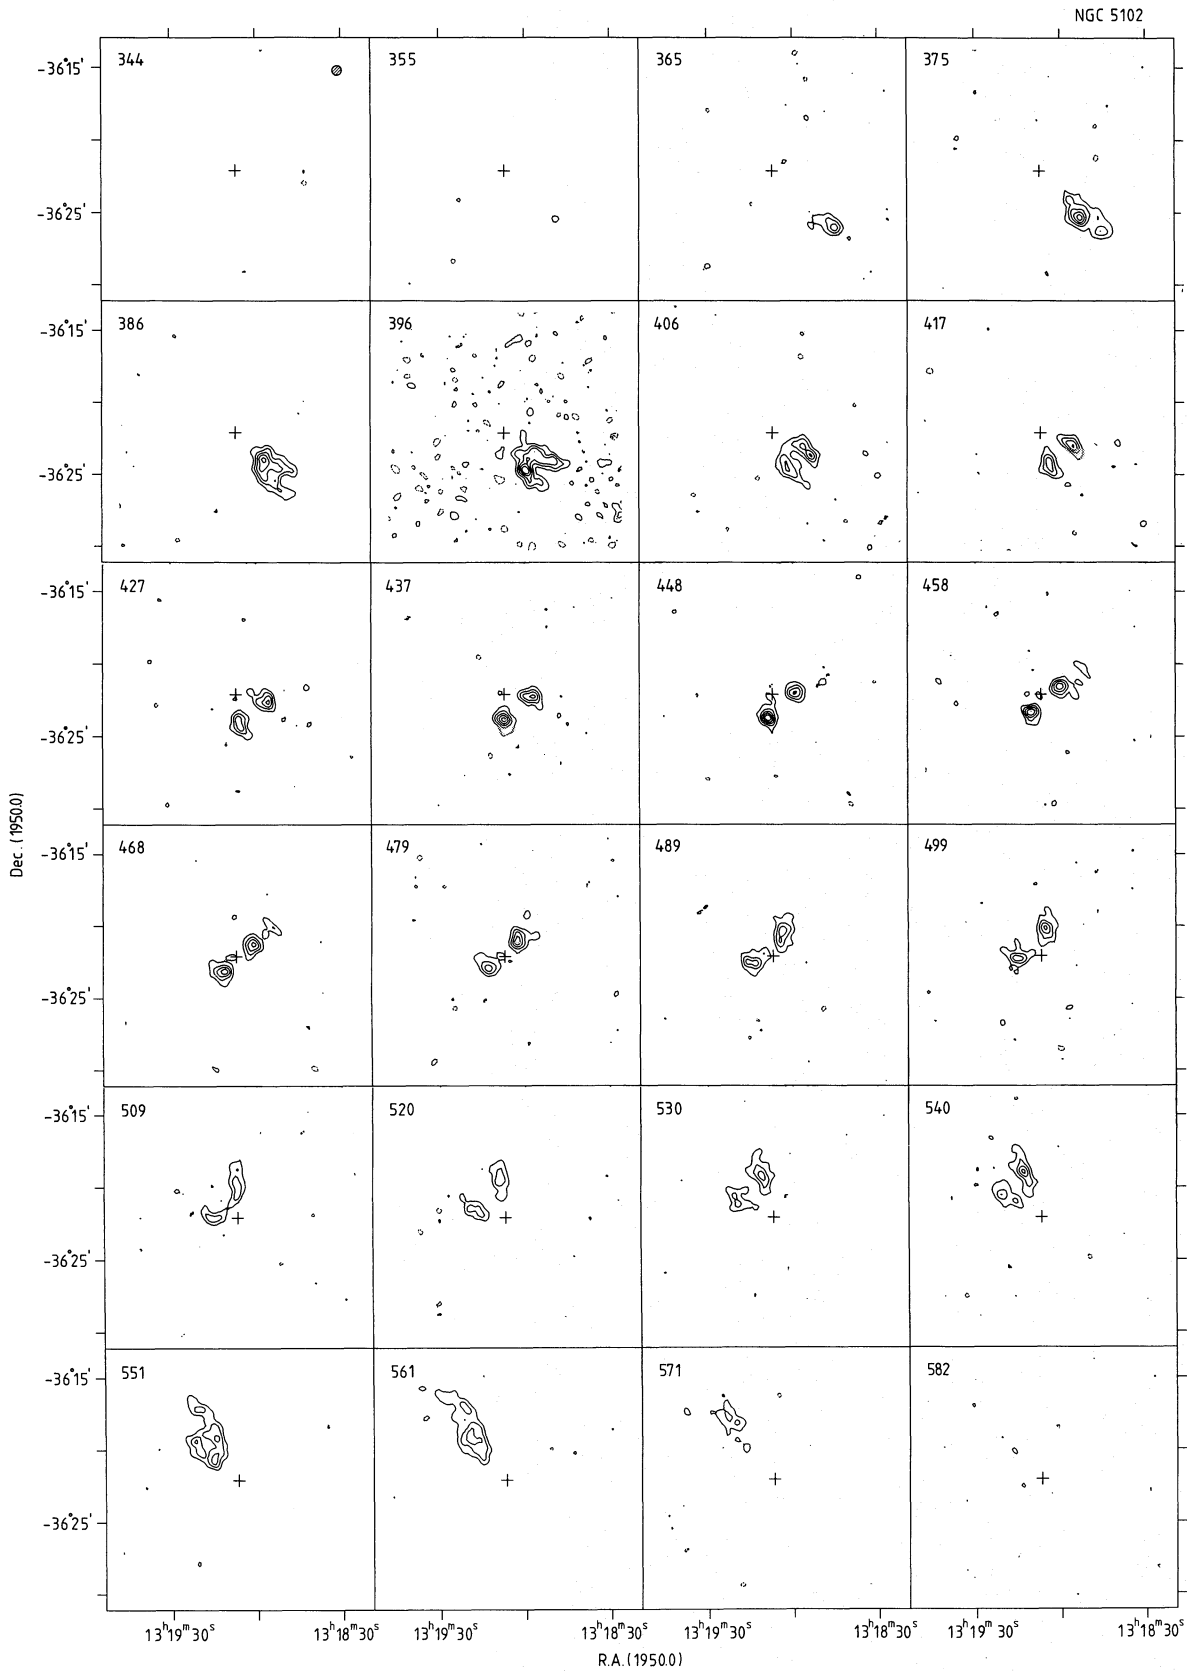 NGC 5102
344 355 365 375
-36°15'
-36°25'
386 396 406 417
-36°15'
-36°25'
427 437 448 458
-36°15'
-36°25'
Dec. (1950.0)
468 479 489 499
-36°15'
-36°25'
509 520 530 540
-36°15'
-36°25'
551 561 571 582
-36°15'
-36°25'
13ʰ19ᵐ30ˢ 13ʰ18ᵐ30ˢ 13ʰ19ᵐ30ˢ 13ʰ18ᵐ30ˢ 13ʰ19ᵐ30ˢ 13ʰ18ᵐ30ˢ 13ʰ19ᵐ30ˢ 13ʰ18ᵐ30ˢ
R.A. (1950.0)